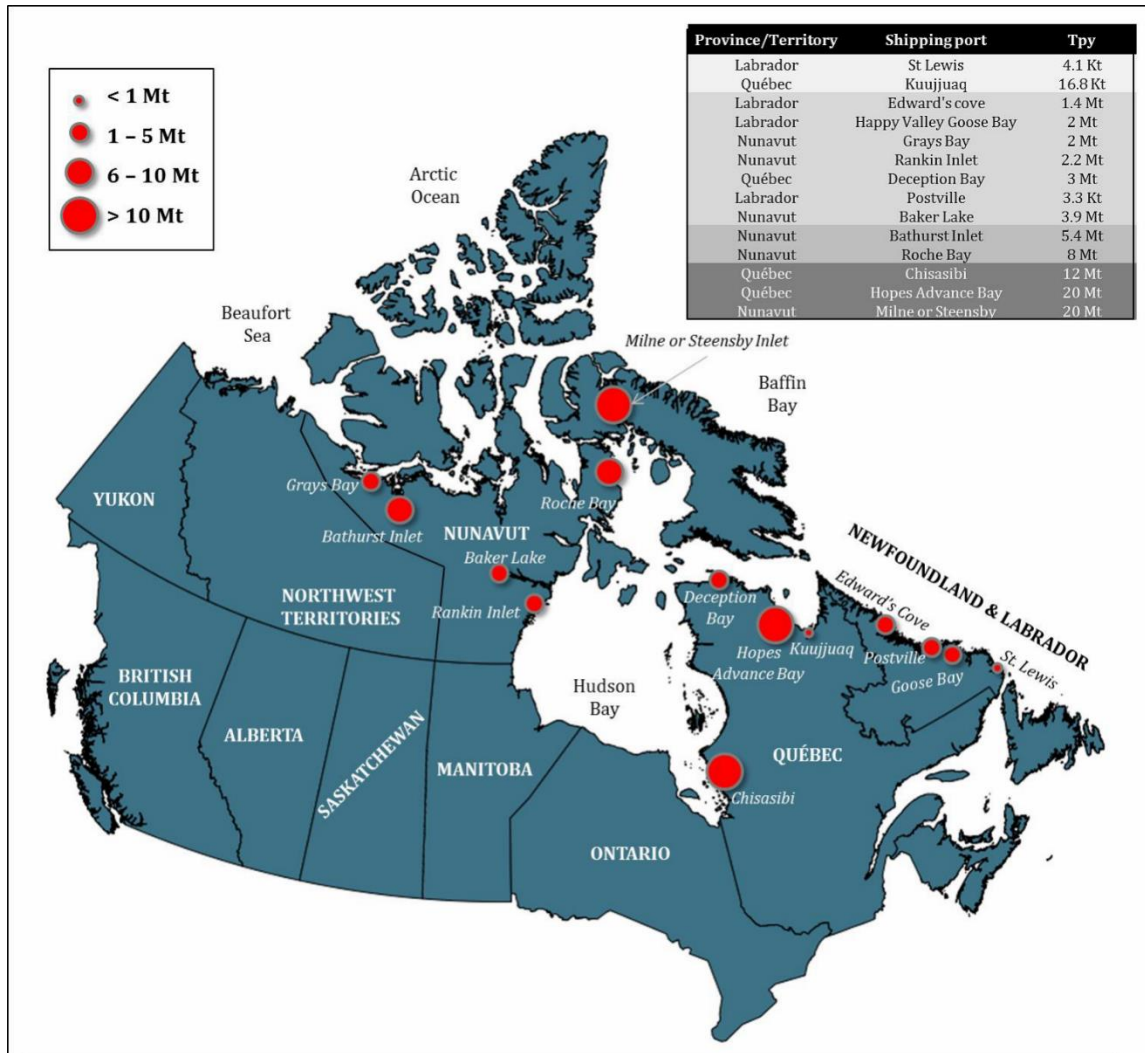 < 1 Mt
1 – 5 Mt
6 – 10 Mt
> 10 Mt
Province/Territory Shipping port Tpy
Labrador St Lewis 4.1 Kt
Québec Kuujjuaq 16.8 Kt
Labrador Edward's cove 1.4 Mt
Labrador Happy Valley Goose Bay 2 Mt
Nunavut Grays Bay 2 Mt
Nunavut Rankin Inlet 2.2 Mt
Québec Deception Bay 3 Mt
Labrador Postville 3.3 Kt
Nunavut Baker Lake 3.9 Mt
Nunavut Bathurst Inlet 5.4 Mt
Nunavut Roche Bay 8 Mt
Québec Chisasibi 12 Mt
Québec Hopes Advance Bay 20 Mt
Nunavut Milne or Steensby 20 Mt
Arctic
Ocean
Beaufort
Sea
Milne or Steensby Inlet
Baffin
Bay
Grays Bay
Bathurst Inlet
Roche Bay
YUKON
NUNAVUT
Baker Lake
NORTHWEST
TERRITORIES
Rankin Inlet
Deception
Bay
Hopes
Advance Bay
Kuujjuaq
Edward's Cove
NEWFOUNDLAND & LABRADOR
Postville
Goose Bay
St. Lewis
BRITISH
COLUMBIA
ALBERTA
SASKATCHEWAN
MANITOBA
Hudson
Bay
QUÉBEC
Chisasibi
ONTARIO